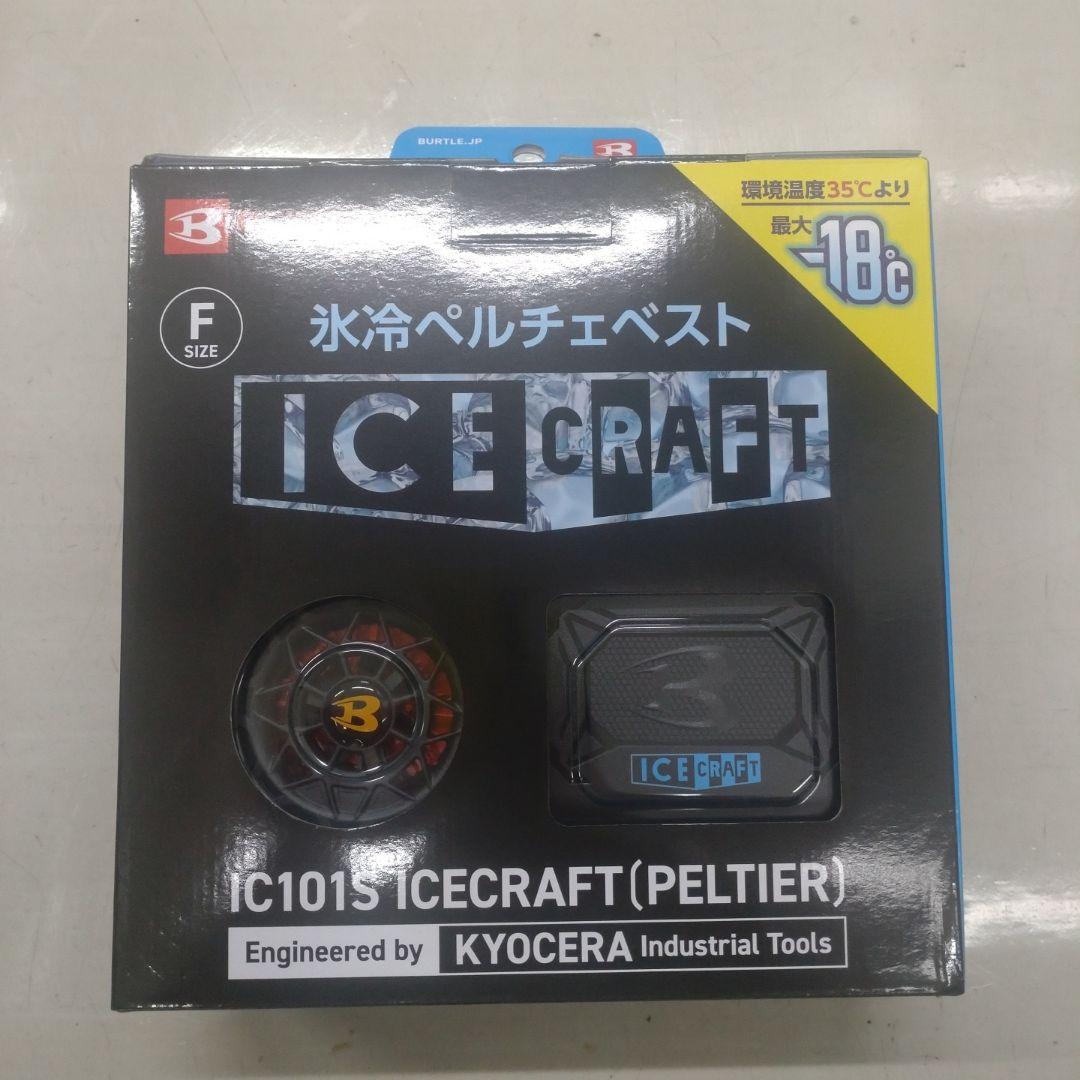 BURTLE.JP
B
環境温度35℃より
最大
-18℃
F
SIZE
氷冷ペルチェベスト
ICE CRAFT
B
ICE CRAFT
IC101S ICECRAFT(PELTIER)
Engineered by KYOCERA Industrial Tools